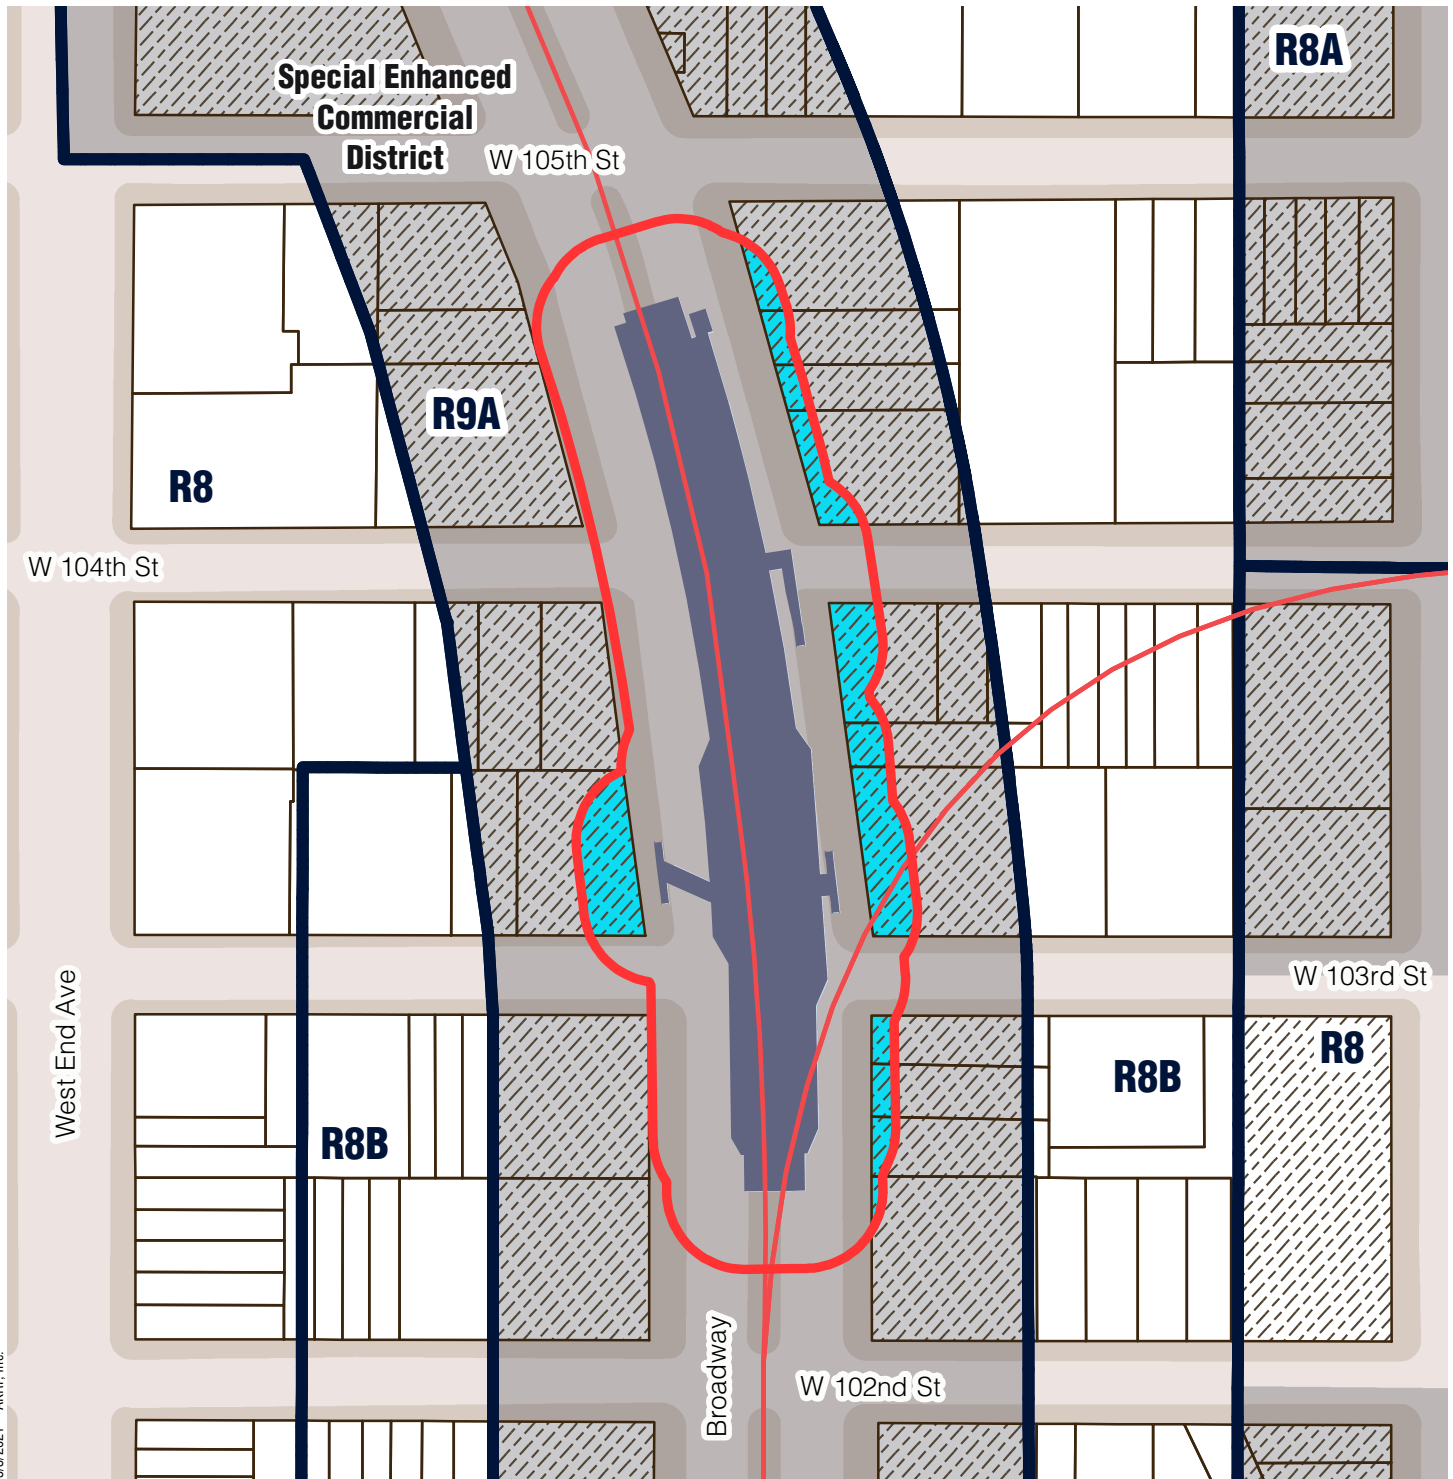 R8A
Special Enhanced
Commercial
District
W 105th St
R9A
R8
W 104th St
W 103rd St
West End Ave
R8
R8B
R8B
Broadway
W 102nd St